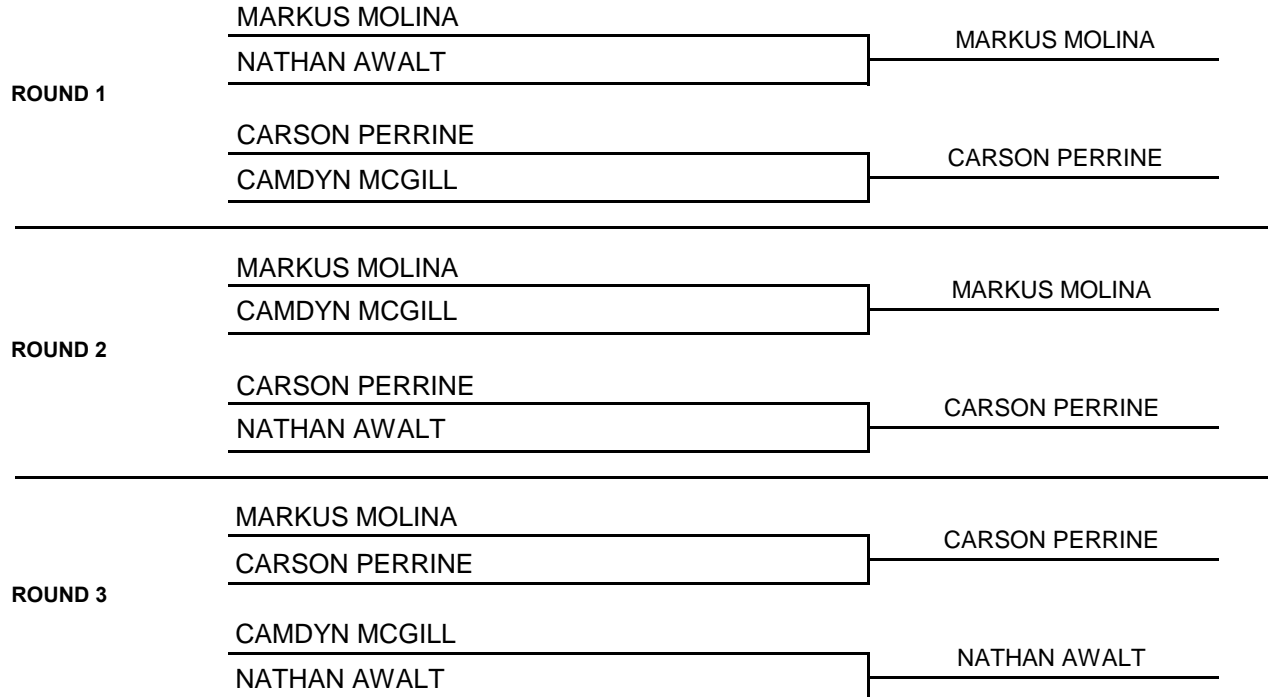 MARKUS MOLINA
MARKUS MOLINA
NATHAN AWALT
ROUND 1
CARSON PERRINE
CARSON PERRINE
CAMDYN MCGILL
MARKUS MOLINA
MARKUS MOLINA
CAMDYN MCGILL
ROUND 2
CARSON PERRINE
CARSON PERRINE
NATHAN AWALT
MARKUS MOLINA
CARSON PERRINE
CARSON PERRINE
ROUND 3
CAMDYN MCGILL
NATHAN AWALT
NATHAN AWALT